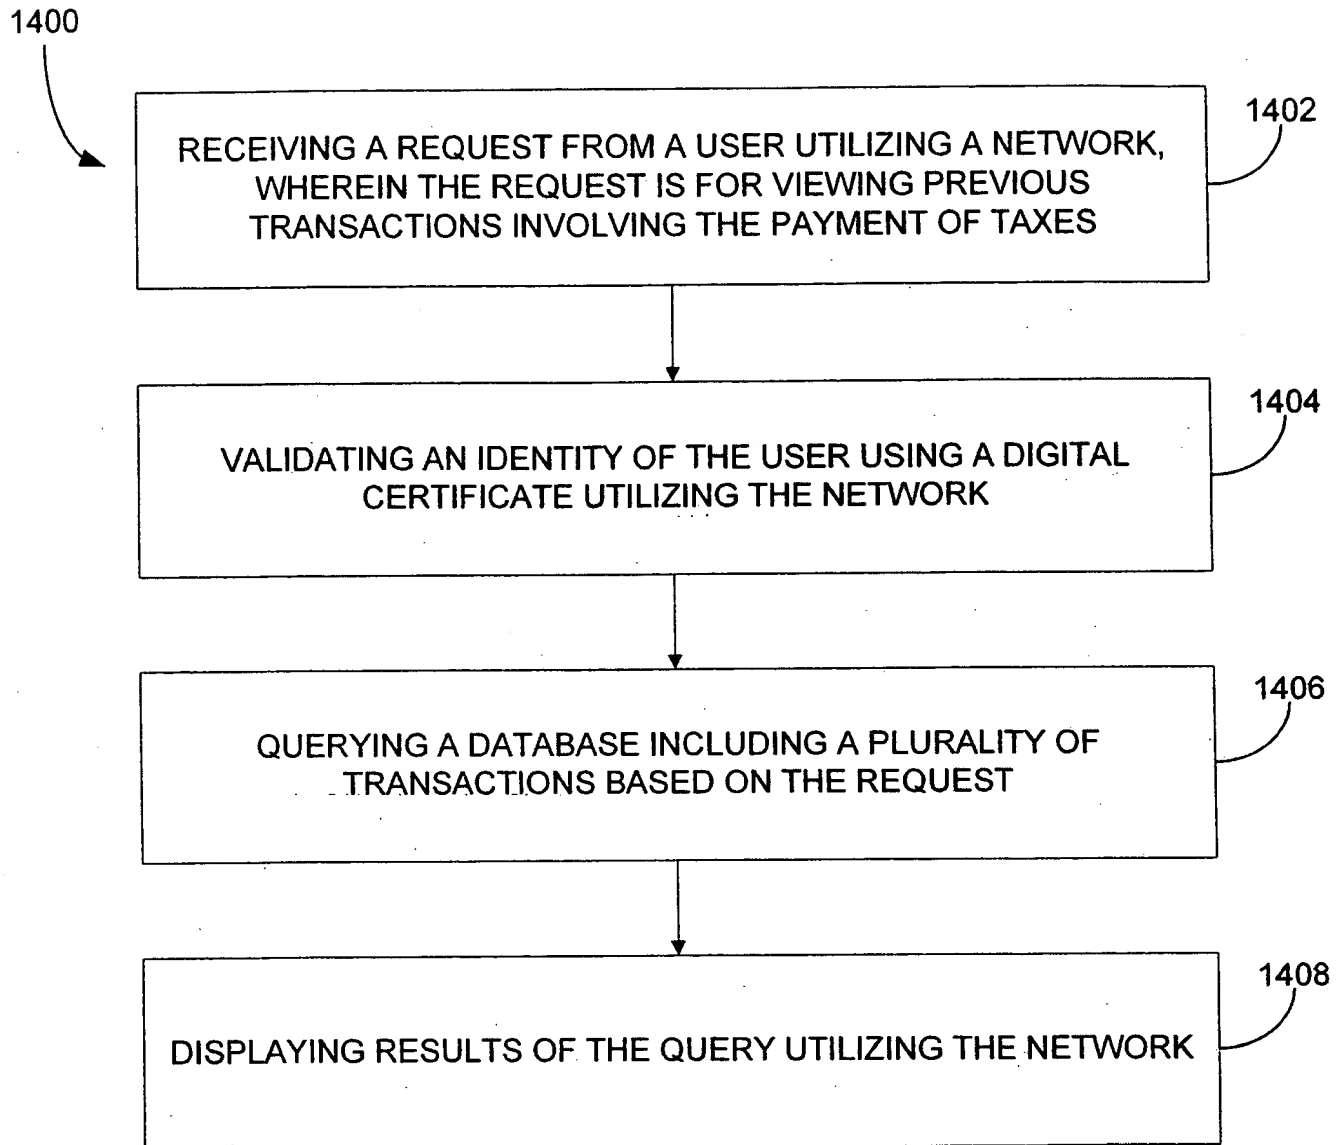 1400
1402
RECEIVING A REQUEST FROM A USER UTILIZING A NETWORK,
WHEREIN THE REQUEST IS FOR VIEWING PREVIOUS
TRANSACTIONS INVOLVING THE PAYMENT OF TAXES
1404
VALIDATING AN IDENTITY OF THE USER USING A DIGITAL
CERTIFICATE UTILIZING THE NETWORK
1406
QUERYING A DATABASE INCLUDING A PLURALITY OF
TRANSACTIONS BASED ON THE REQUEST
1408
DISPLAYING RESULTS OF THE QUERY UTILIZING THE NETWORK